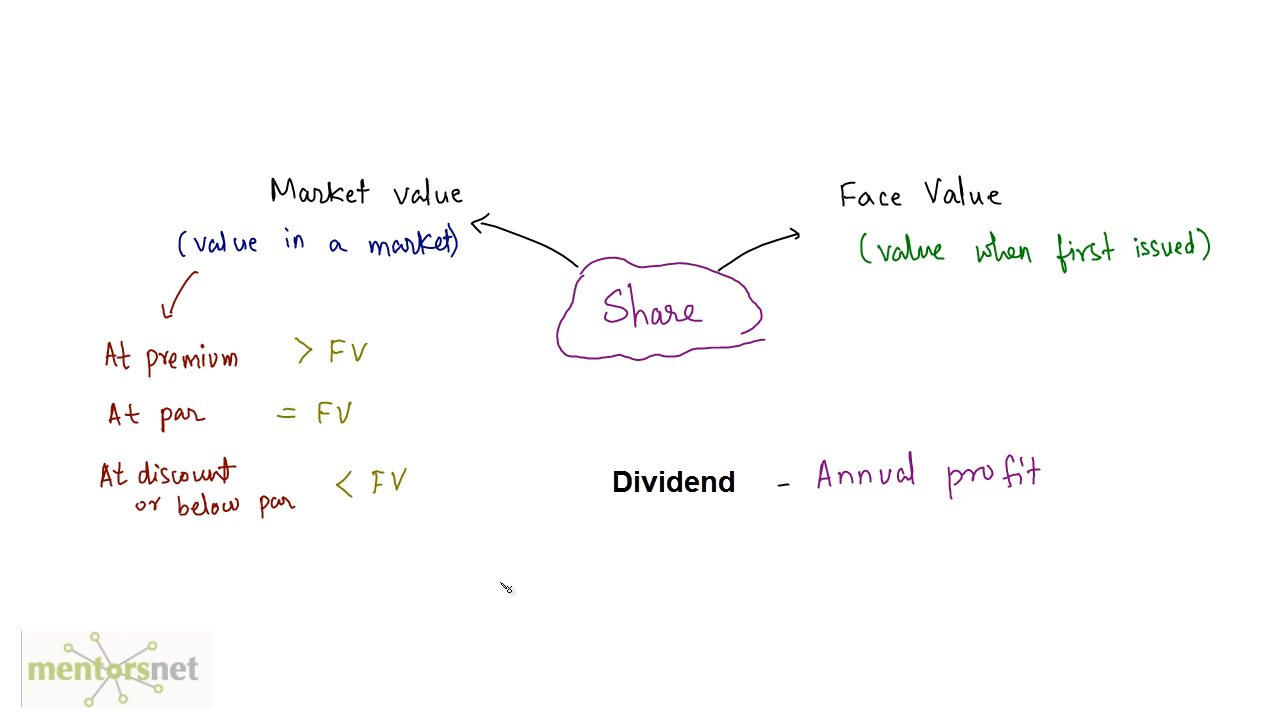 Market value
(value in a market)
Face Value
(value when first issued)
Share
At premium > FV
At par = FV
At discount
or below par < FV
Dividend - Annual profit
mentorsnet